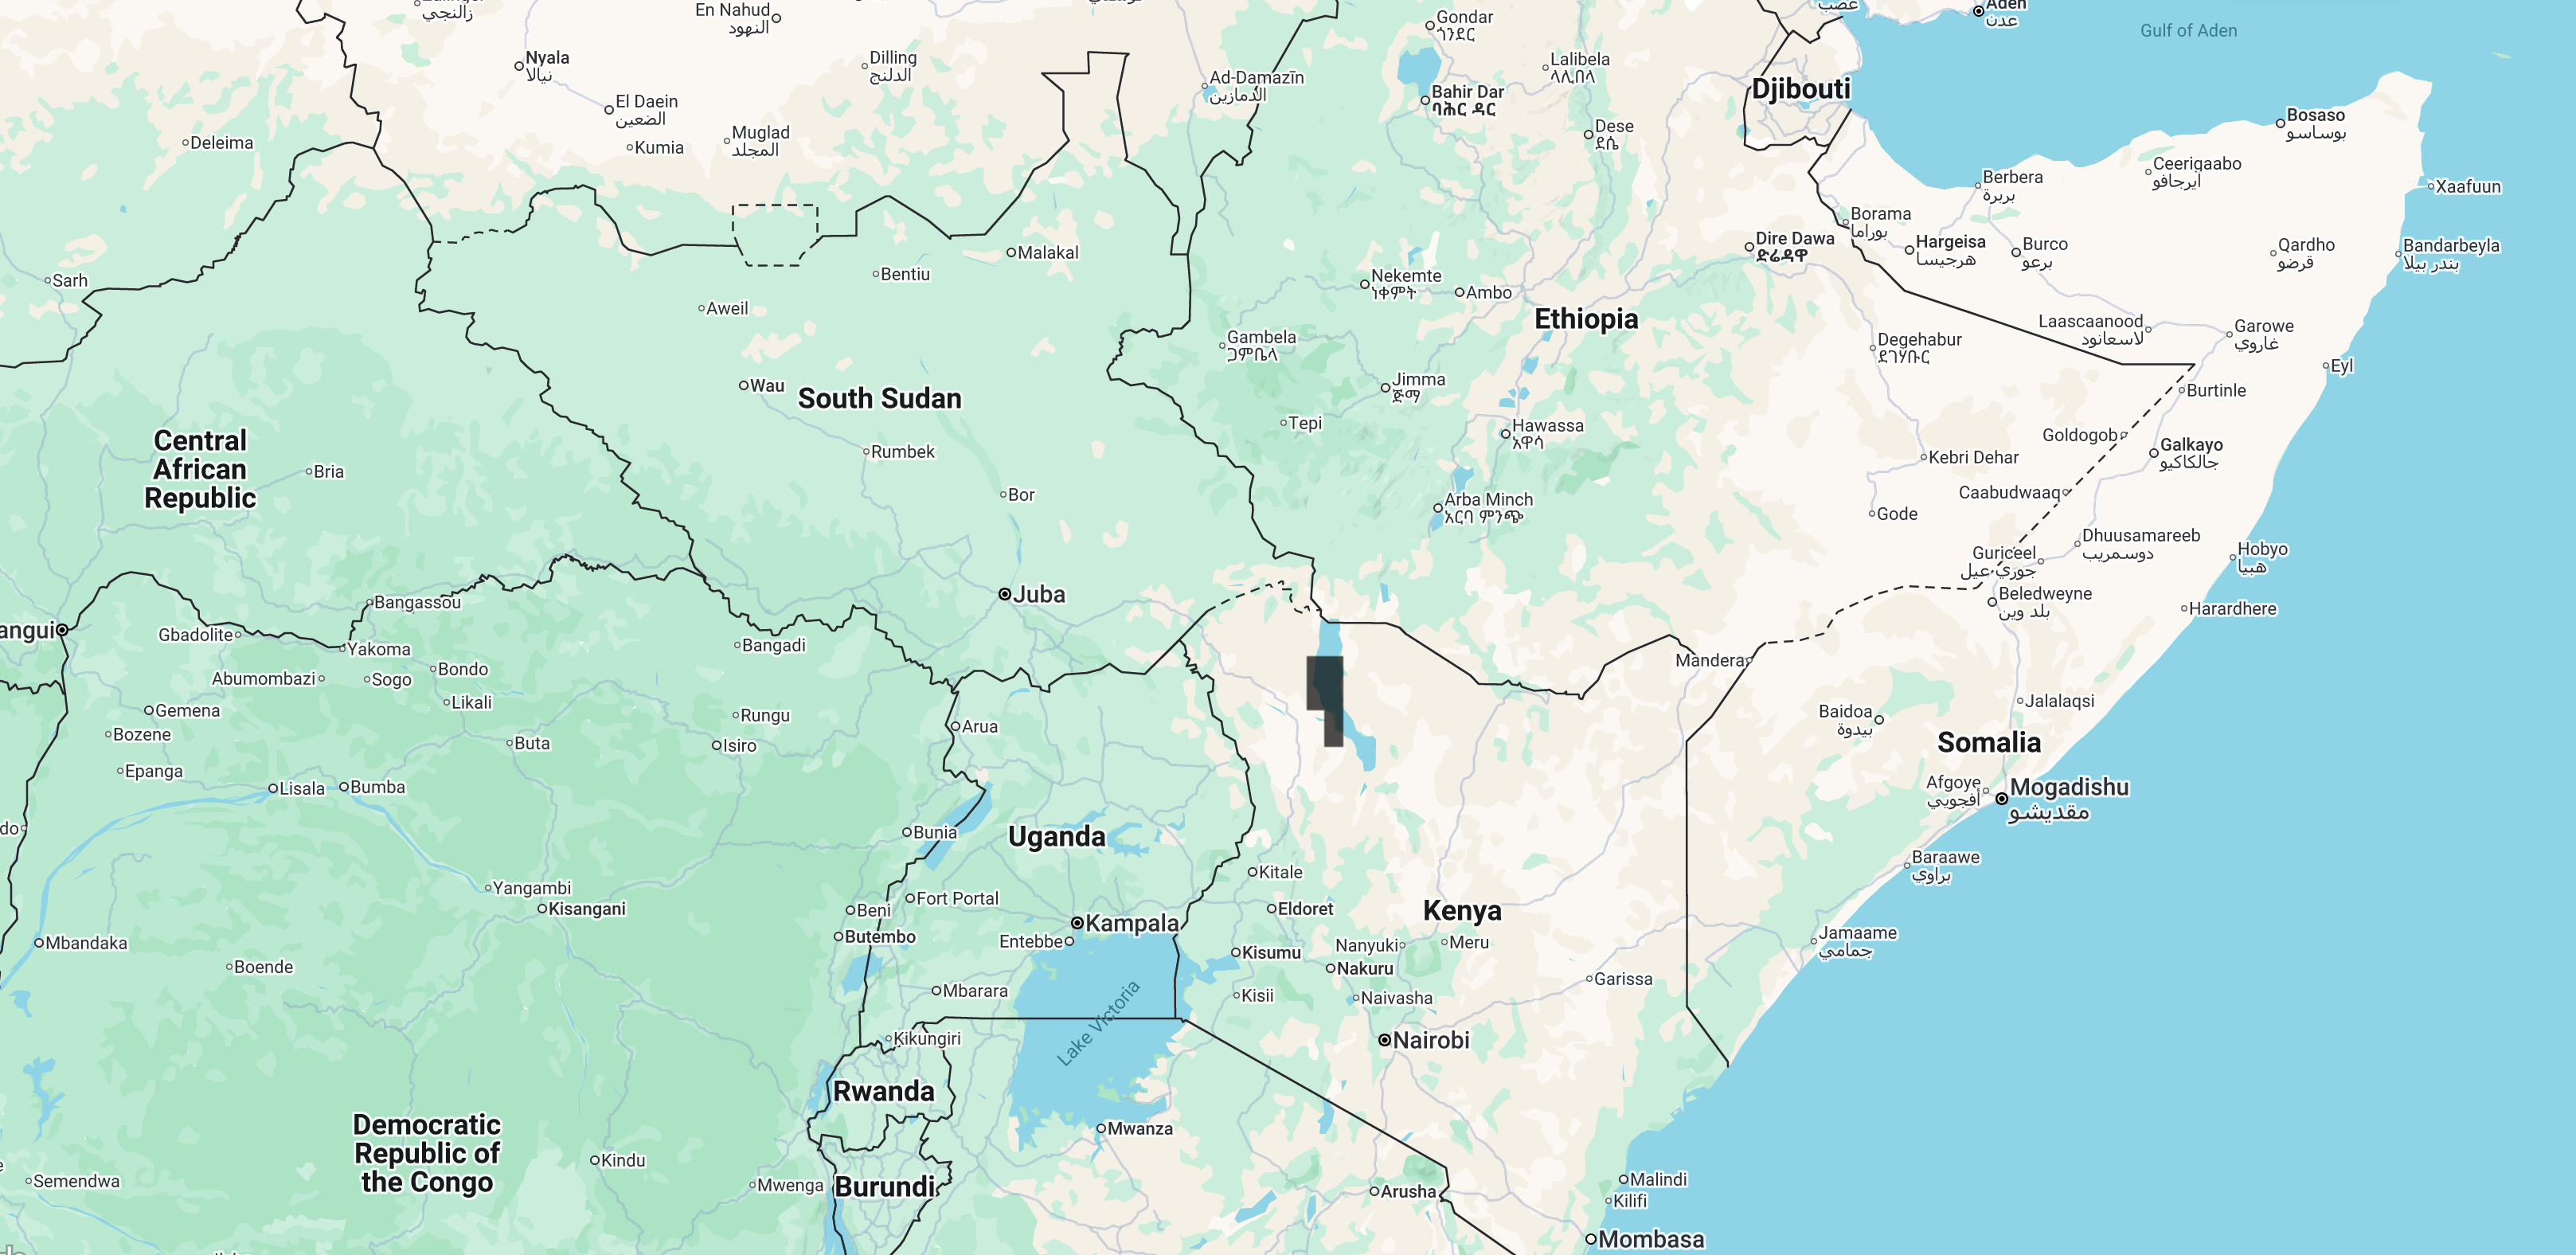 زالنجي
En Nahud
النهود
Gondar
ጎንደር
Aden
عدن
Gulf of Aden
Nyala
نيالا
Dilling
الدلنج
Ad-Damazīn
الدمازين
Lalibela
ላሊበላ
Djibouti
El Daein
الضعين
Bahir Dar
ባሕር ዳር
Bosaso
بوساسو
Deleima
Kumia
Muglad
المجلد
Dese
ደሴ
Ceerigaabo
Berbera
بربرة
Xaafuun
Borama
بوراما
Malakal
Dire Dawa
ድሬዳዋ
Hargeisa
هرجيسا
Burco
برعو
Qardho
قرضو
Bandarbeyla
بندر بيلا
Sarh
Bentiu
Nekemte
ነቀምት
Ambo
Aweil
Ethiopia
Gambela
ጋምቤላ
Degehabur
ደገሃቡር
Laascaanood
لاسعانود
Garowe
غاروي
Eyl
Wau
South Sudan
Jimma
ጅማ
Burtinle
Tepi
Hawassa
አዋሳ
Goldogob
Galkayo
جالكاكيو
Central
African
Republic
Bria
Rumbek
Kebri Dehar
Bor
Arba Minch
አርባ ምንጭ
Caabudwaaq
Gode
Dhuusamareeb
دوسمريب
Guriceel
جوري عيل
Hobyo
هبيا
Juba
Beledweyne
بلد وين
Harardhere
Bangassou
angui
Gbadolite
Yakoma
Bangadi
Mandera
Abumombazi
Sogo
Bondo
Likali
Jalalaqsi
Gemena
Rungu
Arua
Baidoa
بيدوة
Bozene
Buta
Isiro
Somalia
Epanga
Lisala
Bumba
Afgoye
أفجويي
Mogadishu
مقديشو
do
Bunia
Uganda
Baraawe
براوي
Kitale
Yangambi
Kisangani
Beni
Fort Portal
Eldoret
Kenya
Mbandaka
Butembo
Kampala
Entebbe
Kisumu
Nanyuki
Meru
Jamaame
جمامي
Boende
Nakuru
Garissa
Mbarara
Kisii
Naivasha
Lake Victoria
Kikungiri
Nairobi
Rwanda
Democratic
Republic of
the Congo
Mwanza
Kindu
Semendwa
Mwenga
Burundi
Arusha
Malindi
Kilifi
Mombasa